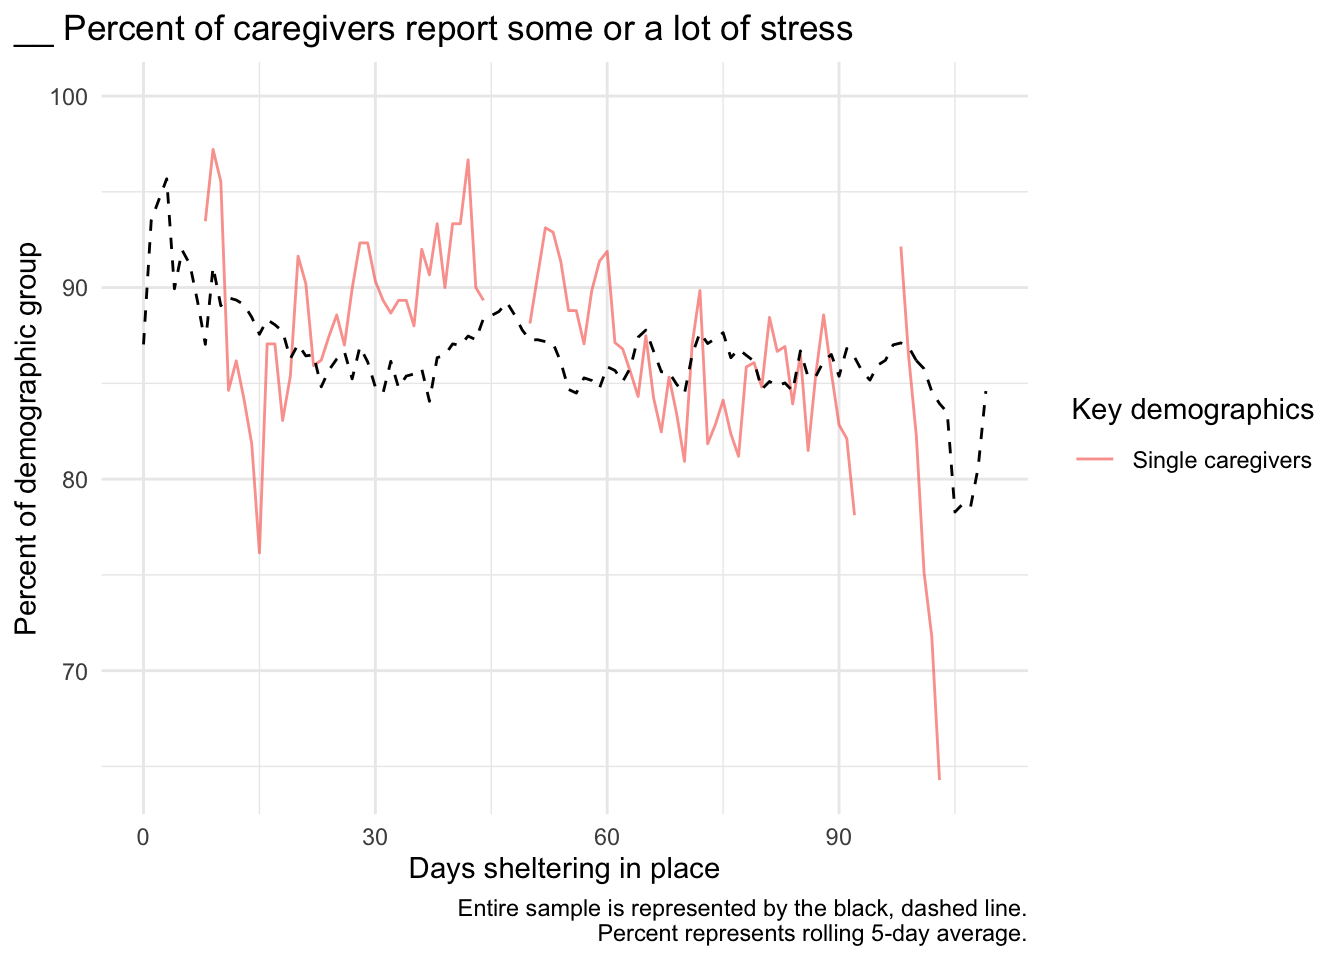 __ Percent of caregivers report some or a lot of stress
Percent of demographic group
100
90
80
70
0
30
60
90
Days sheltering in place
Key demographics
Single caregivers
Entire sample is represented by the black, dashed line.
Percent represents rolling 5-day average.